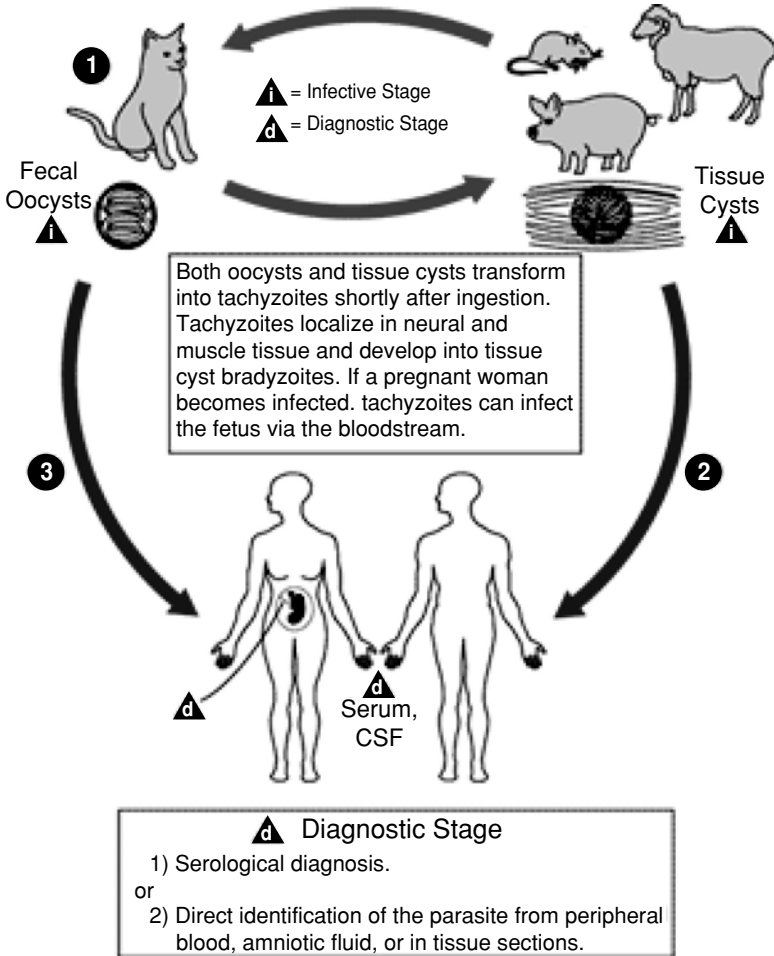 1
i = Infective Stage
d = Diagnostic Stage
Fecal
Oocysts
i
Tissue
Cysts
i
Both oocysts and tissue cysts transform
into tachyzoites shortly after ingestion.
Tachyzoites localize in neural and
muscle tissue and develop into tissue
cyst bradyzoites. If a pregnant woman
becomes infected. tachyzoites can infect
the fetus via the bloodstream.
3
2
d
d
Serum,
CSF
d Diagnostic Stage
1) Serological diagnosis.
or
2) Direct identification of the parasite from peripheral
blood, amniotic fluid, or in tissue sections.